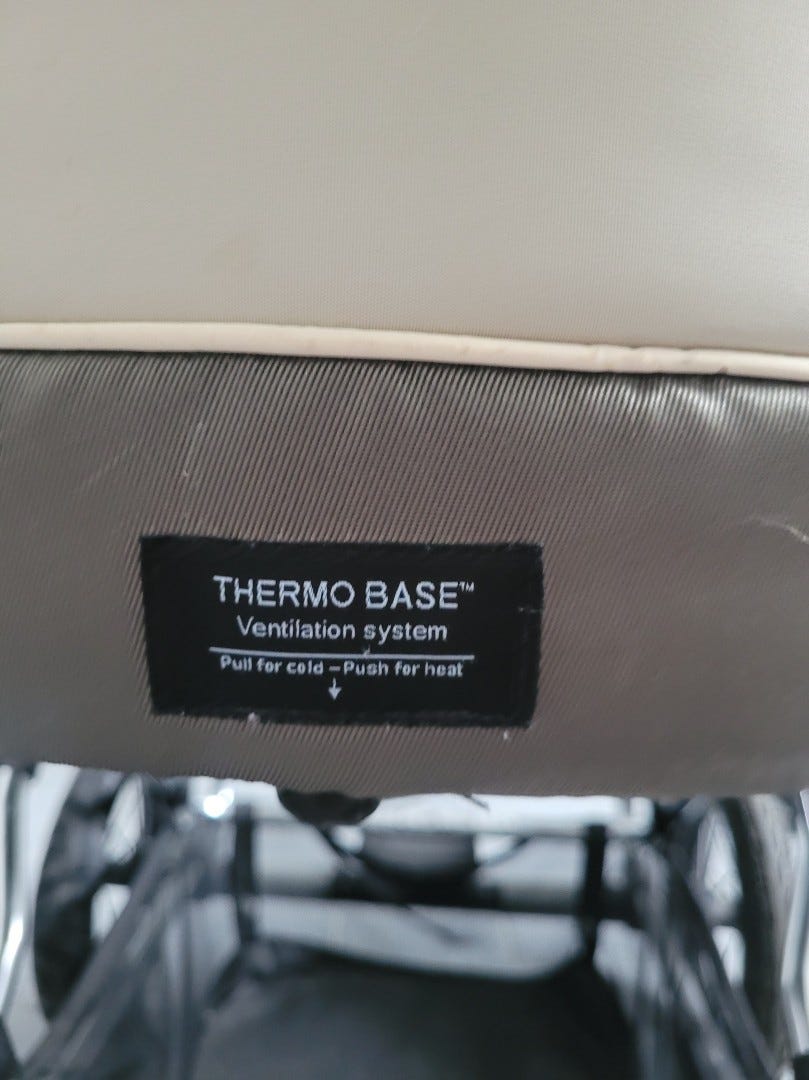 THERMO BASE™
Ventilation system
Pull for cold – Push for heat